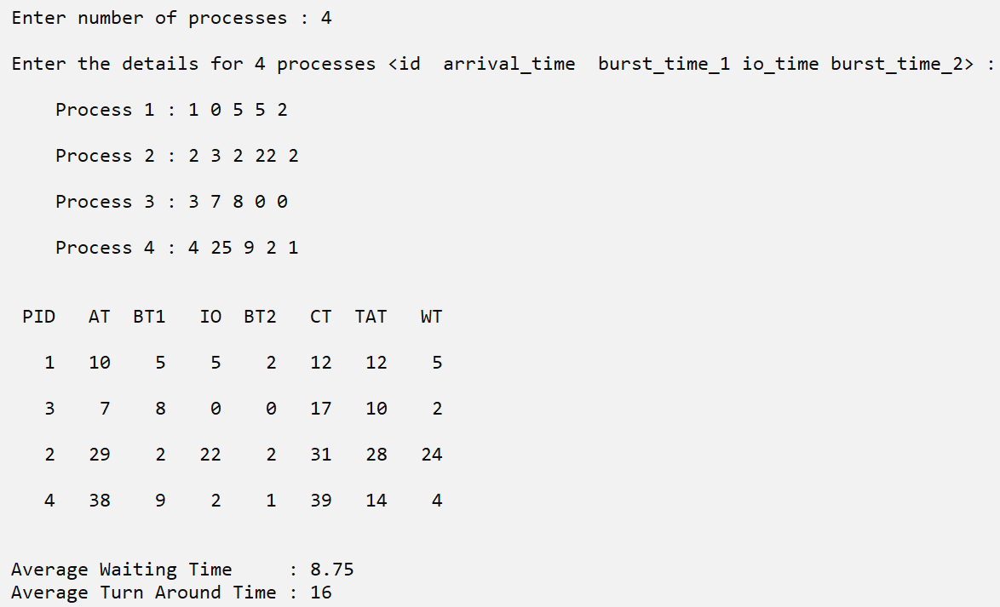 Enter number of processes : 4
Enter the details for 4 processes <id  arrival_time  burst_time_1 io_time burst_time_2> :
Process 1 : 1 0 5 5 2
Process 2 : 2 3 2 22 2
Process 3 : 3 7 8 0 0
Process 4 : 4 25 9 2 1
PID   AT  BT1   IO  BT2   CT  TAT   WT
1   10    5    5    2   12   12    5
3    7    8    0    0   17   10    2
2   29    2   22    2   31   28   24
4   38    9    2    1   39   14    4
Average Waiting Time     : 8.75
Average Turn Around Time : 16